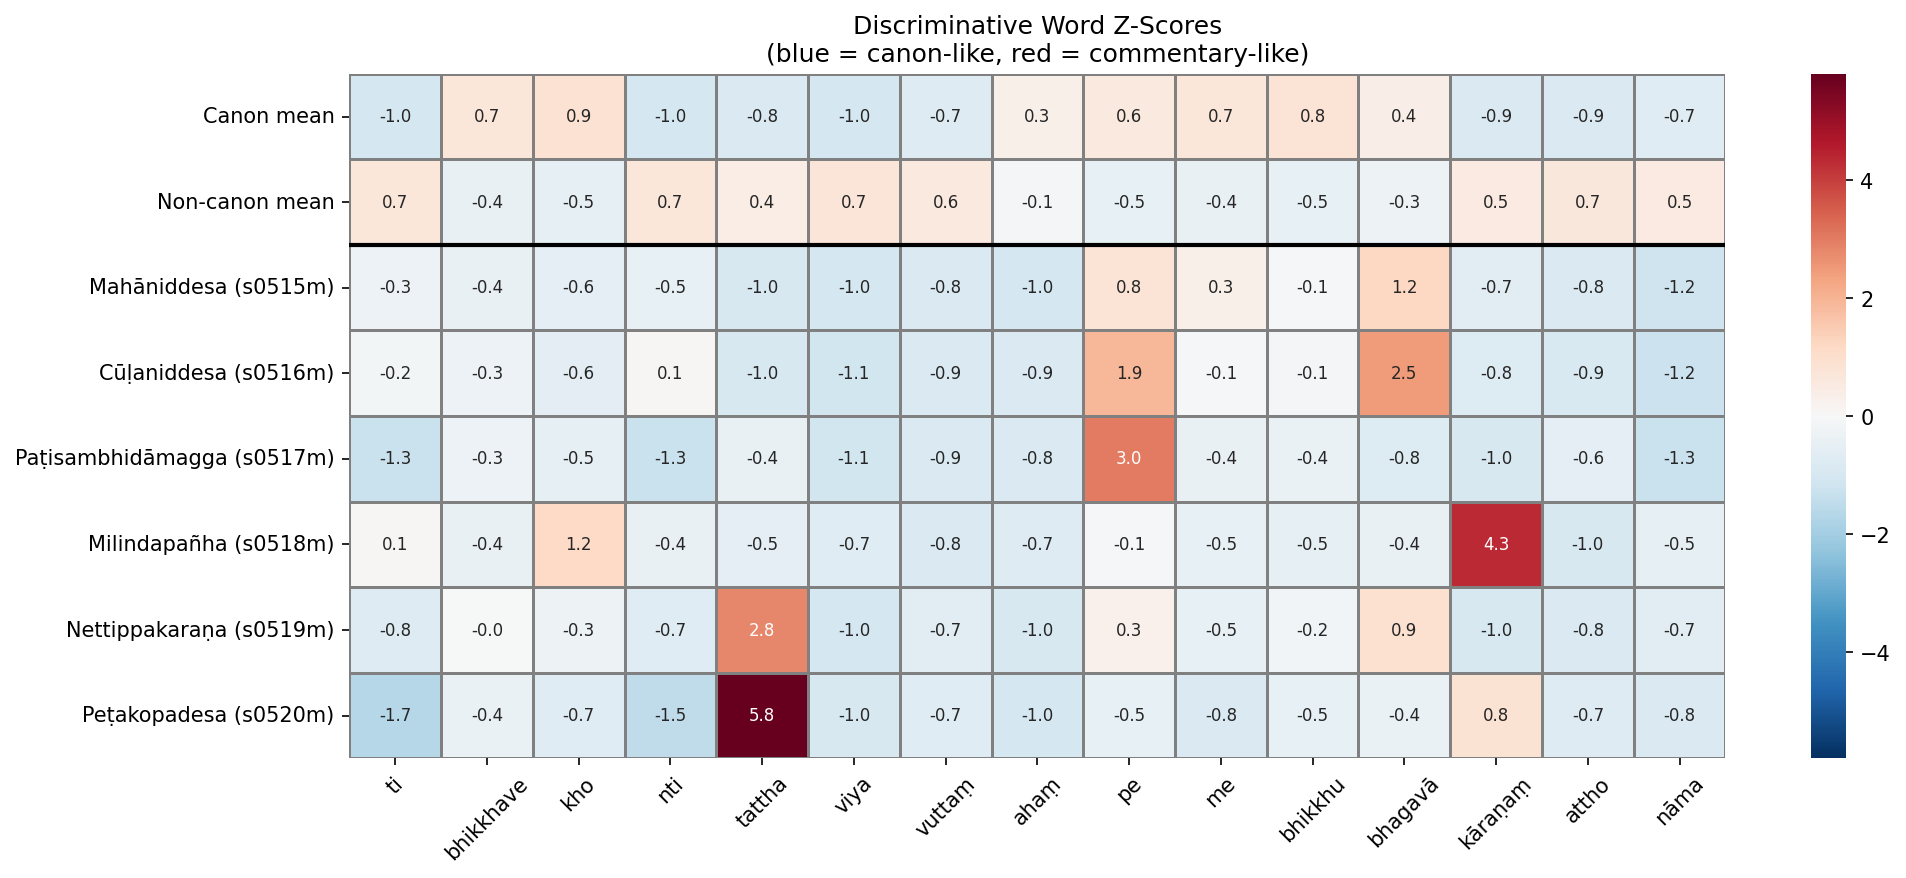 Discriminative Word Z-Scores
(blue = canon-like, red = commentary-like)
Canon mean -1.0 0.7 0.9 -1.0 -0.8 -1.0 -0.7 0.3 0.6 0.7 0.8 0.4 -0.9 -0.9 -0.7
Non-canon mean 0.7 -0.4 -0.5 0.7 0.4 0.7 0.6 -0.1 -0.5 -0.4 -0.5 -0.3 0.5 0.7 0.5
Mahāniddesa (s0515m) -0.3 -0.4 -0.6 -0.5 -1.0 -1.0 -0.8 -1.0 0.8 0.3 -0.1 1.2 -0.7 -0.8 -1.2
Cūḷaniddesa (s0516m) -0.2 -0.3 -0.6 0.1 -1.0 -1.1 -0.9 -0.9 1.9 -0.1 -0.1 2.5 -0.8 -0.9 -1.2
Paṭisambhidāmagga (s0517m) -1.3 -0.3 -0.5 -1.3 -0.4 -1.1 -0.9 -0.8 3.0 -0.4 -0.4 -0.8 -1.0 -0.6 -1.3
Milindapañha (s0518m) 0.1 -0.4 1.2 -0.4 -0.5 -0.7 -0.8 -0.7 -0.1 -0.5 -0.5 -0.4 4.3 -1.0 -0.5
Nettippakaraṇa (s0519m) -0.8 -0.0 -0.3 -0.7 2.8 -1.0 -0.7 -1.0 0.3 -0.5 -0.2 0.9 -1.0 -0.8 -0.7
Peṭakopadesa (s0520m) -1.7 -0.4 -0.7 -1.5 5.8 -1.0 -0.7 -1.0 -0.5 -0.8 -0.5 -0.4 0.8 -0.7 -0.8
ti bhikkhave kho nti tattha viya vuttaṃ ahaṃ pe me bhikkhu bhagavā kāraṇaṃ attho nāma
4
2
0
−2
−4